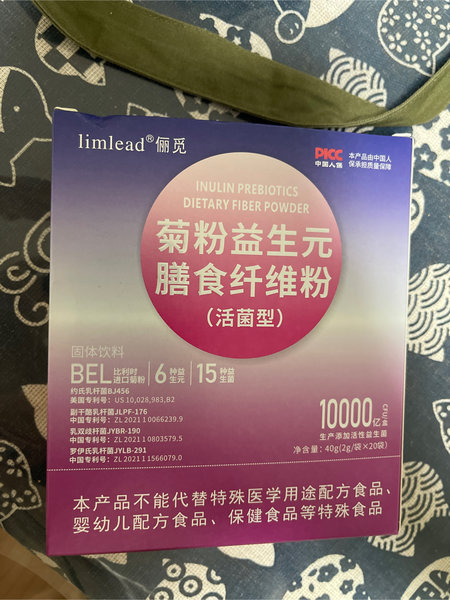 limlead®俪觅
PICC
中国人保
本产品由中国人
保承担质量保障
INULIN PREBIOTICS
DIETARY FIBER POWDER
菊粉益生元
膳食纤维粉
（活菌型）
固体饮料
BEL 比利时进口菊粉 6种益生元 15种益生菌
约氏乳杆菌BJ456
美国专利号：US.10,028,983,B2
副干酪乳杆菌JLPF-176
中国专利号：ZL 2021 1 0066239.9
乳双歧杆菌JYBR-190
中国专利号：ZL 2021 1 0803579.5
罗伊氏乳杆菌JYLB-291
中国专利号：ZL 2021 1 1566079.0
10000亿 CFU/盒
生产添加活性益生菌
净含量：40g(2g/袋×20袋)
本产品不能代替特殊医学用途配方食品、
婴幼儿配方食品、保健食品等特殊食品